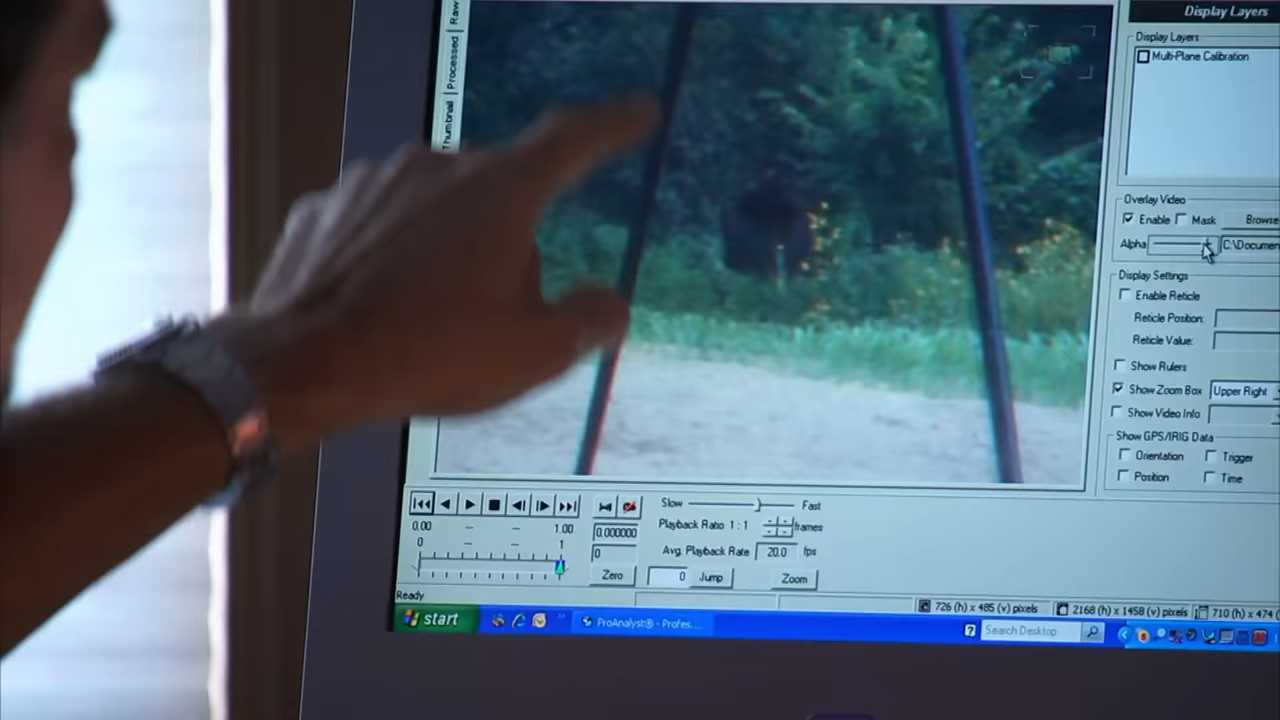 Raw
Processed
Thumbnail
Display Layers
Display Layers
Multi-Plane Calibration
Overlay Video
Enable
Mask
Browse
Alpha
C:\Documen
Display Settings
Enable Reticle
Reticle Position:
Reticle Value:
Show Rulers
Show Zoom Box
Upper Right
Show Video Info
Show GPS/IRIG Data
Orientation
Trigger
Position
Time
Slow
Fast
0.00 -- -- 1.00
0 -- -- 1
0.000000
0
Zero
Playback Ratio 1 : 1
frames
Avg. Playback Rate 20.0 fps
0 Jump
Zoom
Ready
726 (h) x 485 (v) pixels
2168 (h) x 1458 (v) pixels
710 (h) x 474 (
start
ProAnalyst® - Profes...
Search Desktop